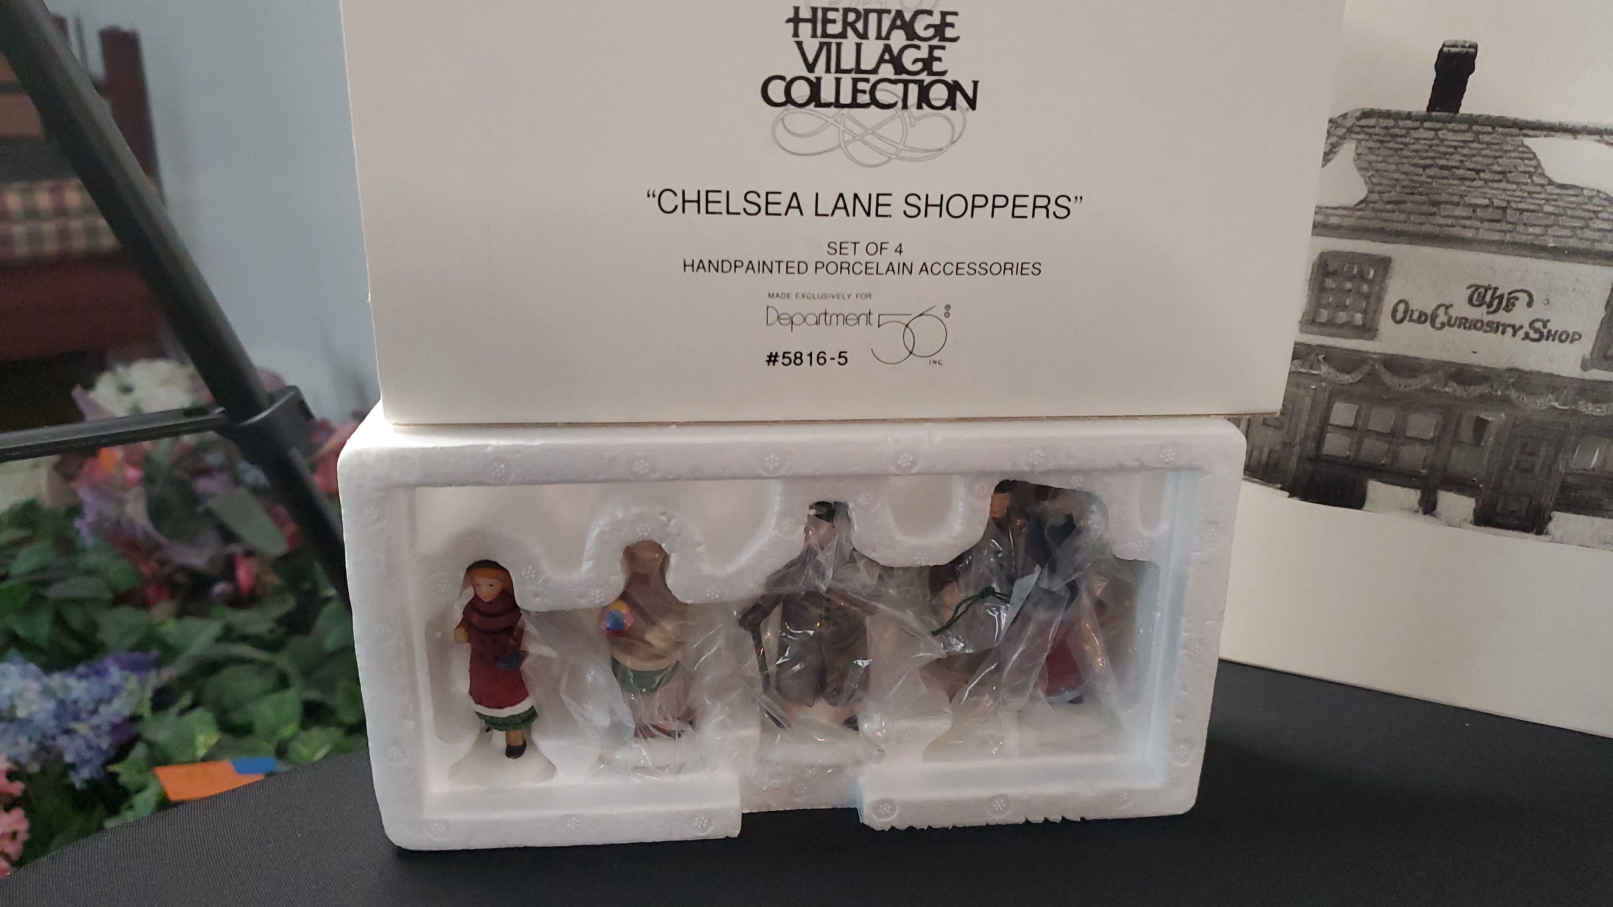 HERITAGE
VILLAGE
COLLECTION
“CHELSEA LANE SHOPPERS”
SET OF 4
HANDPAINTED PORCELAIN ACCESSORIES
MADE EXCLUSIVELY FOR
Department 56
INC
#5816-5
The
OLD CURIOSITY SHOP